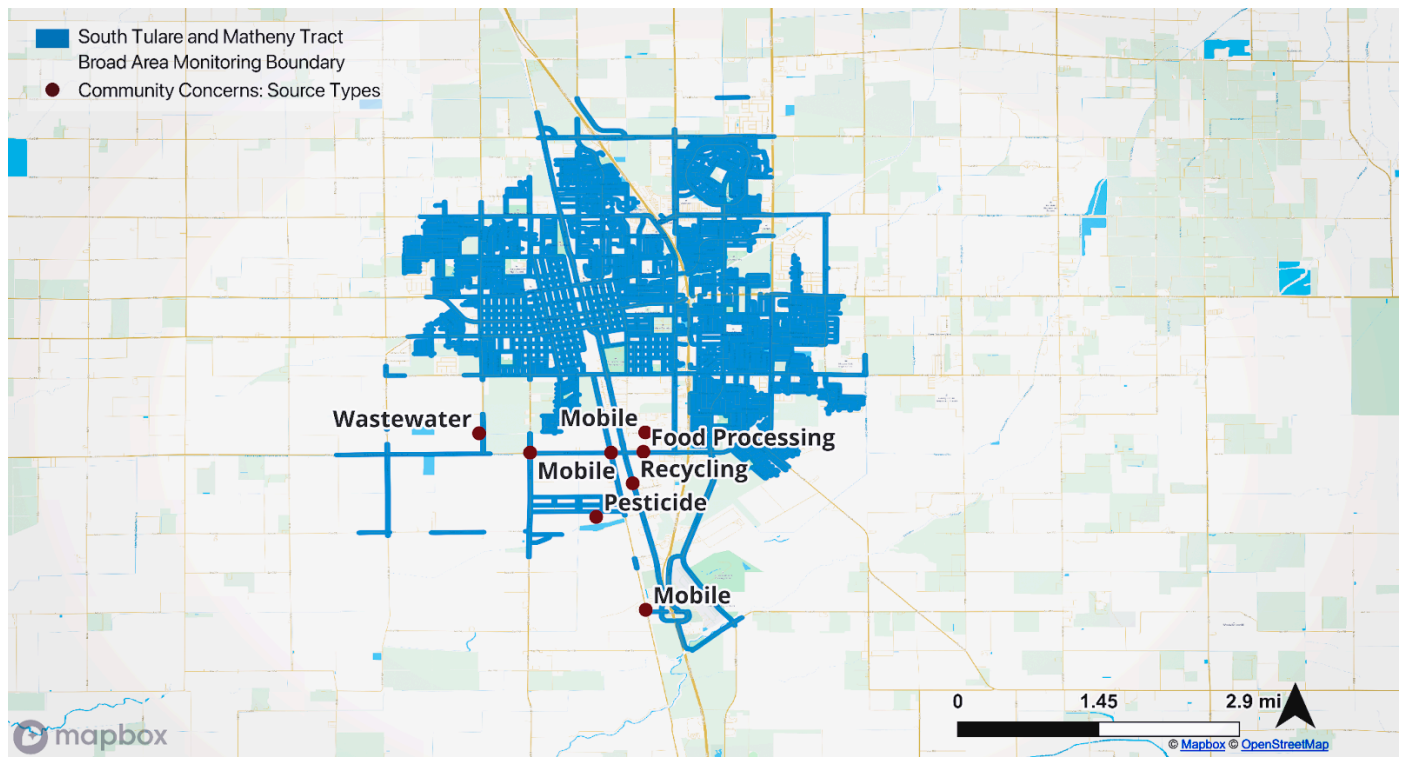 South Tulare and Matheny Tract
Broad Area Monitoring Boundary
Community Concerns: Source Types
Wastewater
Mobile
Food Processing
Mobile
Recycling
Pesticide
Mobile
0 1.45 2.9 mi
mapbox
© Mapbox © OpenStreetMap